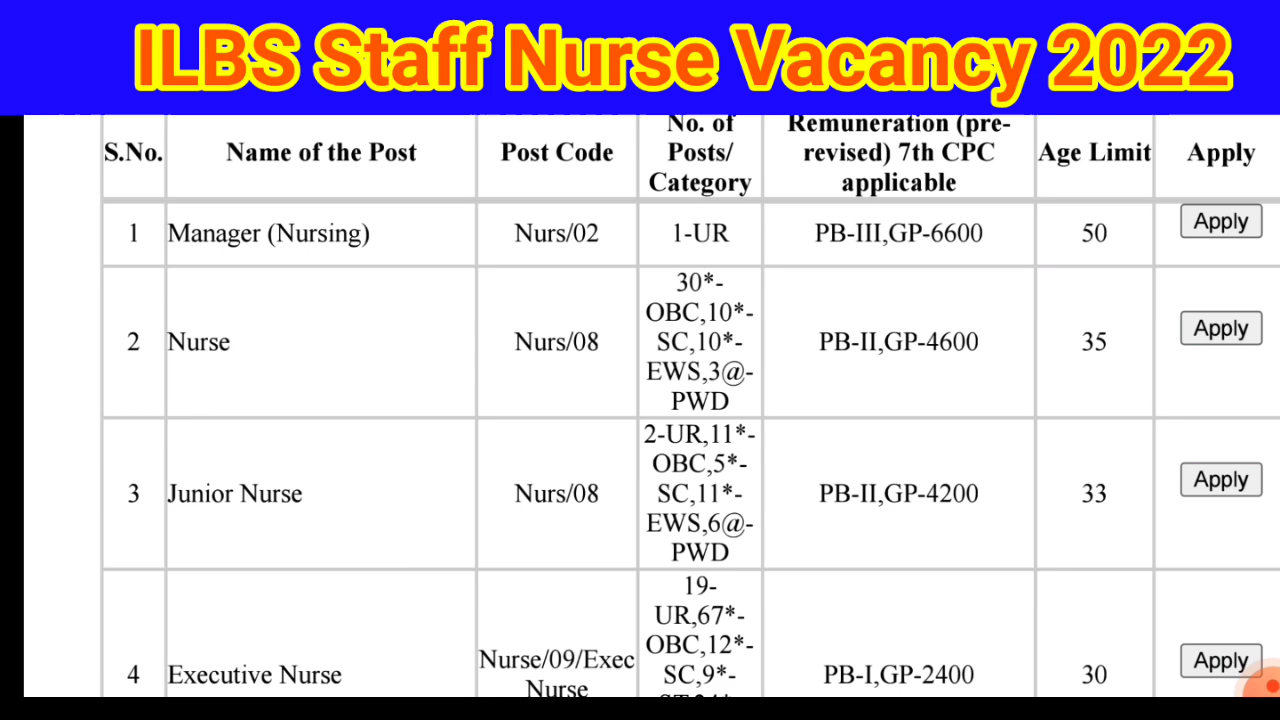 ILBS Staff Nurse Vacancy 2022
S.No. Name of the Post Post Code No. of Posts/ Category Remuneration (pre-revised) 7th CPC applicable Age Limit Apply
1 Manager (Nursing) Nurs/02 1-UR PB-III,GP-6600 50 Apply
2 Nurse Nurs/08 30*-OBC,10*-SC,10*-EWS,3@-PWD PB-II,GP-4600 35 Apply
3 Junior Nurse Nurs/08 2-UR,11*-OBC,5*-SC,11*-EWS,6@-PWD PB-II,GP-4200 33 Apply
4 Executive Nurse Nurse/09/Exec Nurse 19-UR,67*-OBC,12*-SC,9*- PB-I,GP-2400 30 Apply